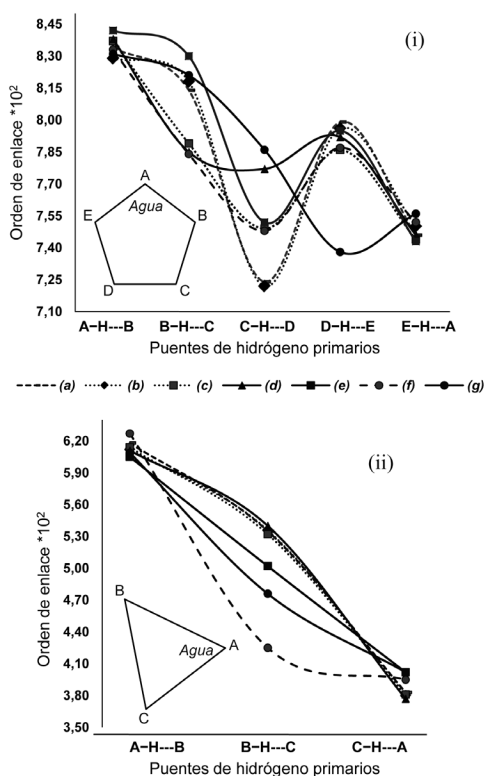 (i)
8,45
8,30
8,15
8,00
7,85
7,70
7,55
7,40
7,25
7,10
Orden de enlace *10²
A
Agua
E
B
D
C
A−H---B B−H---C C−H---D D−H---E E−H---A
Puentes de hidrógeno primarios
(a) (b) (c) (d) (e) (f) (g)
(ii)
6,20
5,90
5,60
5,30
5,00
4,70
4,40
4,10
3,80
3,50
Orden de enlace *10²
B
Agua A
C
A−H---B B−H---C C−H---A
Puentes de hidrógeno primarios